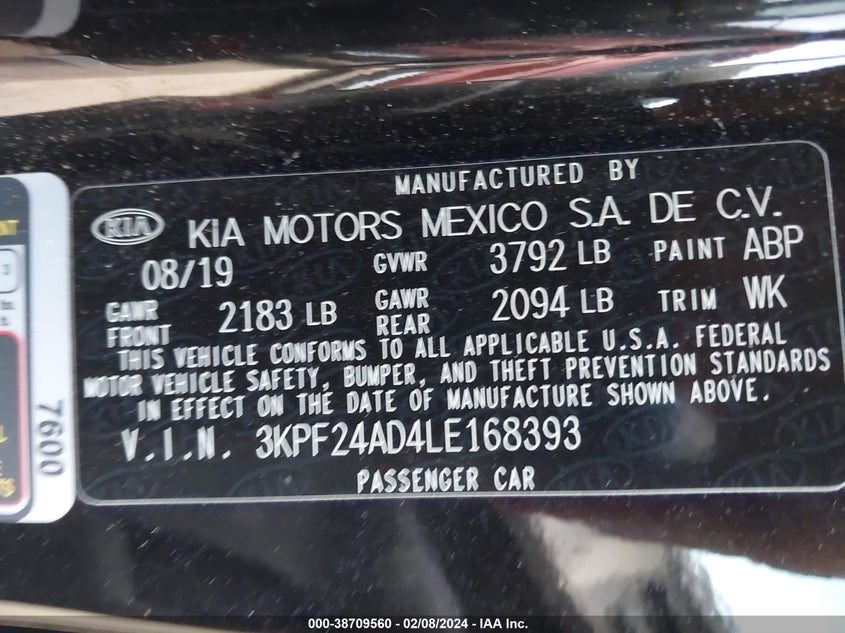 MANUFACTURED BY
KIA KIA MOTORS MEXICO S.A. DE C.V.
08/19 GVWR 3792 LB PAINT ABP
GAWR FRONT 2183 LB GAWR REAR 2094 LB TRIM WK
THIS VEHICLE CONFORMS TO ALL APPLICABLE U.S.A. FEDERAL
MOTOR VEHICLE SAFETY, BUMPER, AND THEFT PREVENTION STANDARDS
IN EFFECT ON THE DATE OF MANUFACTURE SHOWN ABOVE.
V.I.N. 3KPF24AD4LE168393
PASSENGER CAR
7600
000-38709560 | 02/08/2024 | IAA Inc.